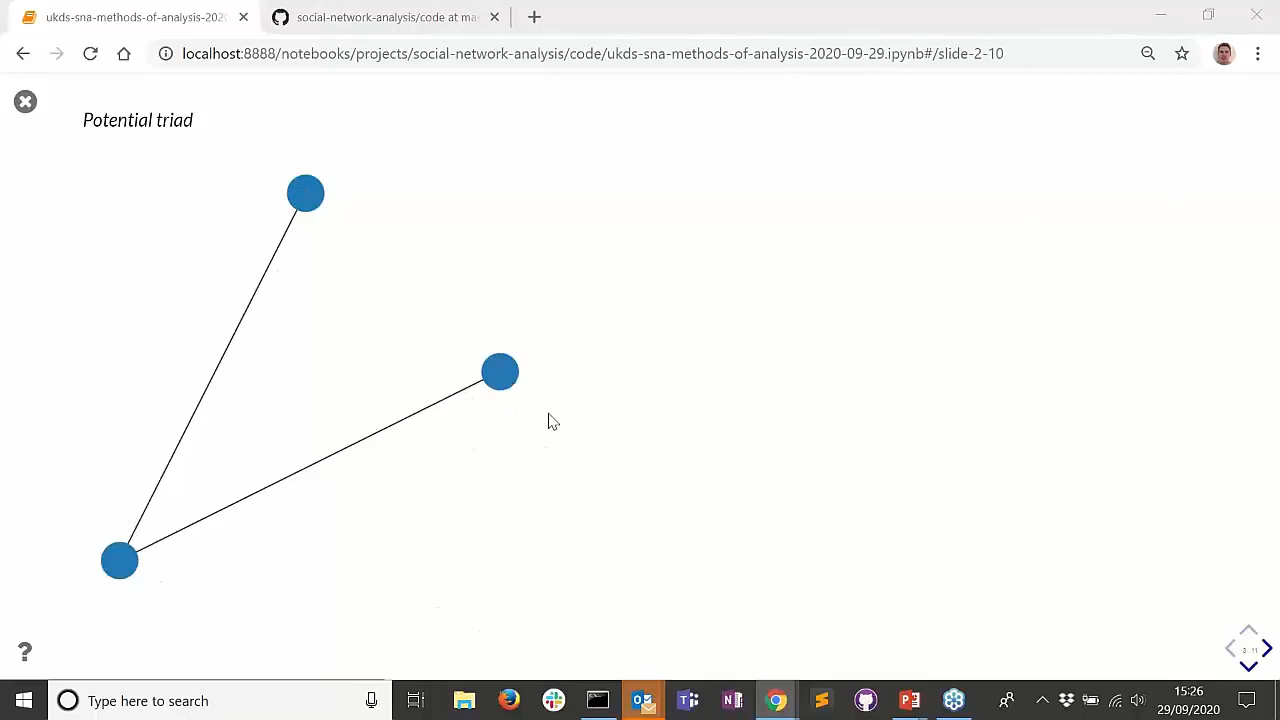 ukds-sna-methods-of-analysis-202
social-network-analysis/code at ma
localhost:8888/notebooks/projects/social-network-analysis/code/ukds-sna-methods-of-analysis-2020-09-29.ipynb#/slide-2-10
Potential triad
?
3.11
Type here to search
15:26
29/09/2020